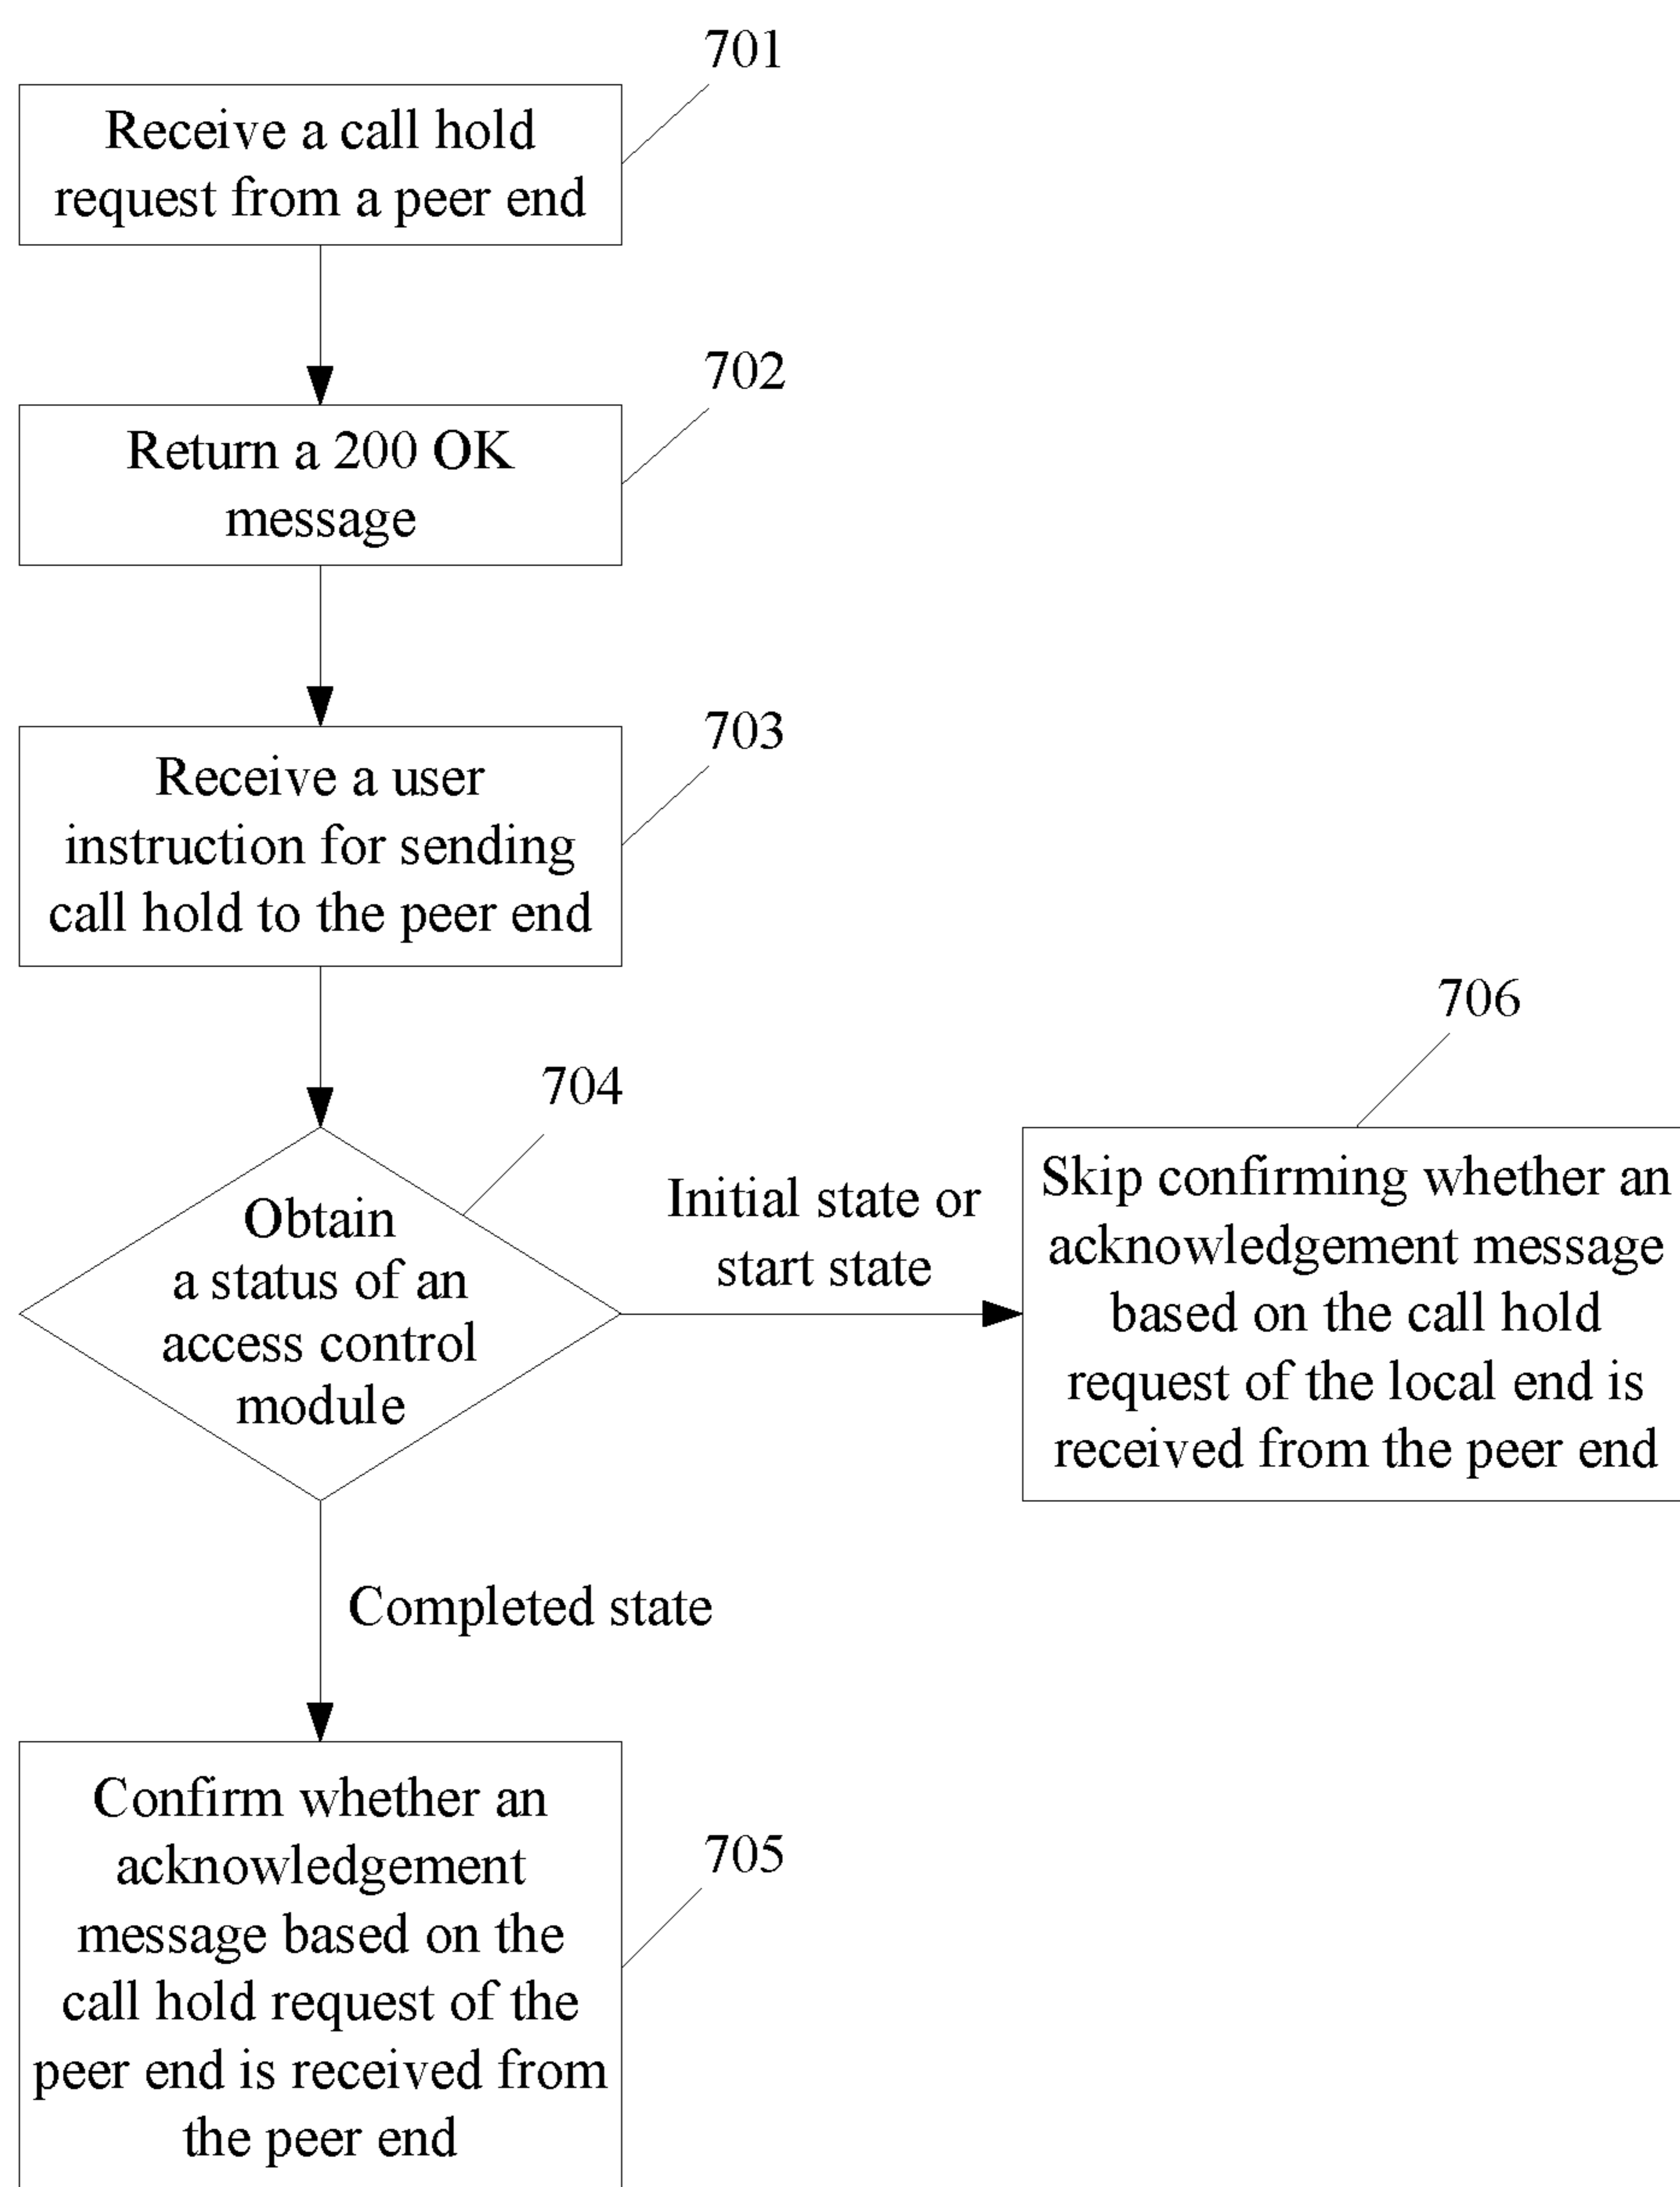 701
Receive a call hold
request from a peer end
702
Return a 200 OK
message
703
Receive a user
instruction for sending
call hold to the peer end
704
Obtain
a status of an
access control
module
Initial state or
start state
706
Skip confirming whether an
acknowledgement message
based on the call hold
request of the local end is
received from the peer end
Completed state
705
Confirm whether an
acknowledgement
message based on the
call hold request of the
peer end is received from
the peer end